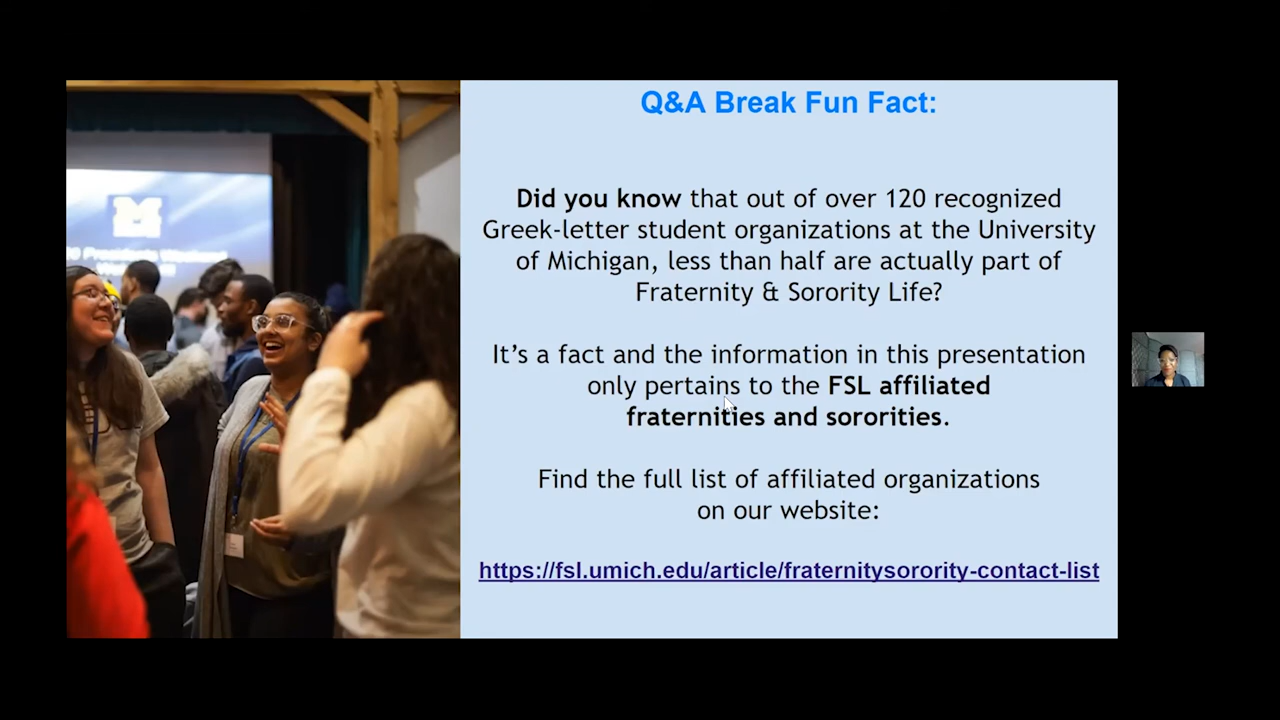 Q&A Break Fun Fact:
Did you know that out of over 120 recognized
Greek-letter student organizations at the University
of Michigan, less than half are actually part of
Fraternity & Sorority Life?
It's a fact and the information in this presentation
only pertains to the FSL affiliated
fraternities and sororities.
Find the full list of affiliated organizations
on our website:
https://fsl.umich.edu/article/fraternitysorority-contact-list
M